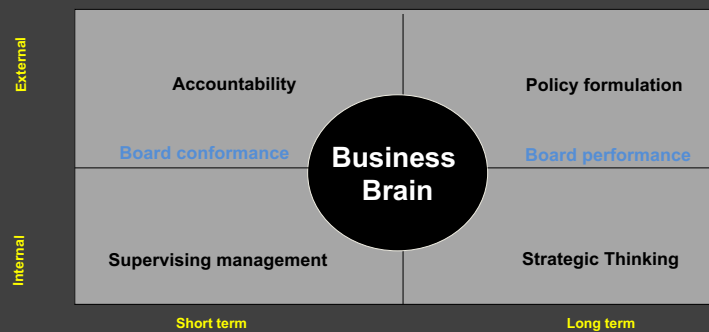 External
Accountability
Policy formulation
Board conformance
Board performance
Business
Brain
Internal
Supervising management
Strategic Thinking
Short term
Long term